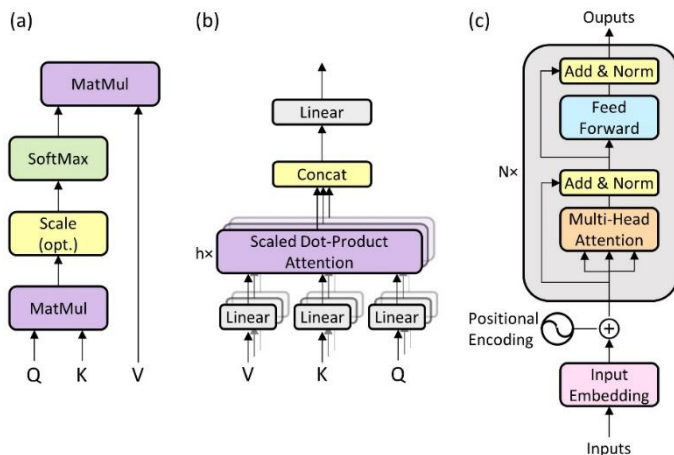 (a)
MatMul
SoftMax
Scale
(opt.)
MatMul
Q K V
(b)
Linear
Concat
h×
Scaled Dot-Product
Attention
Linear Linear Linear
V K Q
(c)
Ouputs
Add & Norm
Feed
Forward
N×
Add & Norm
Multi-Head
Attention
Positional
Encoding
Input
Embedding
Inputs